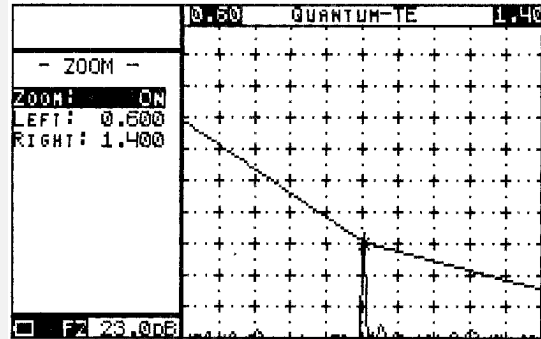 0.60 QUANTUM-TE 1.40
- ZOOM -
ZOOM: ON
LEFT: 0.600
RIGHT: 1.400
F2 23.0DB